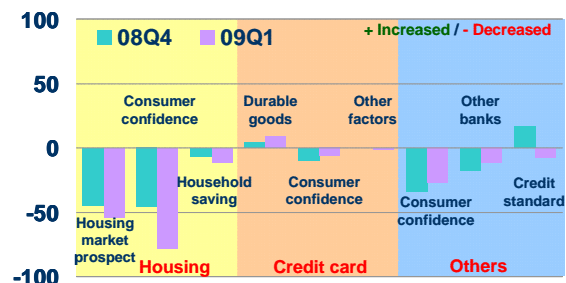 100
08Q4
09Q1
+ Increased / - Decreased
50
Consumer
confidence
Durable
goods
Other
factors
Other
banks
0
Household
saving
Consumer
confidence
Credit
standard
Consumer
confidence
-50
Housing
market
prospect
Housing
Credit card
Others
-100